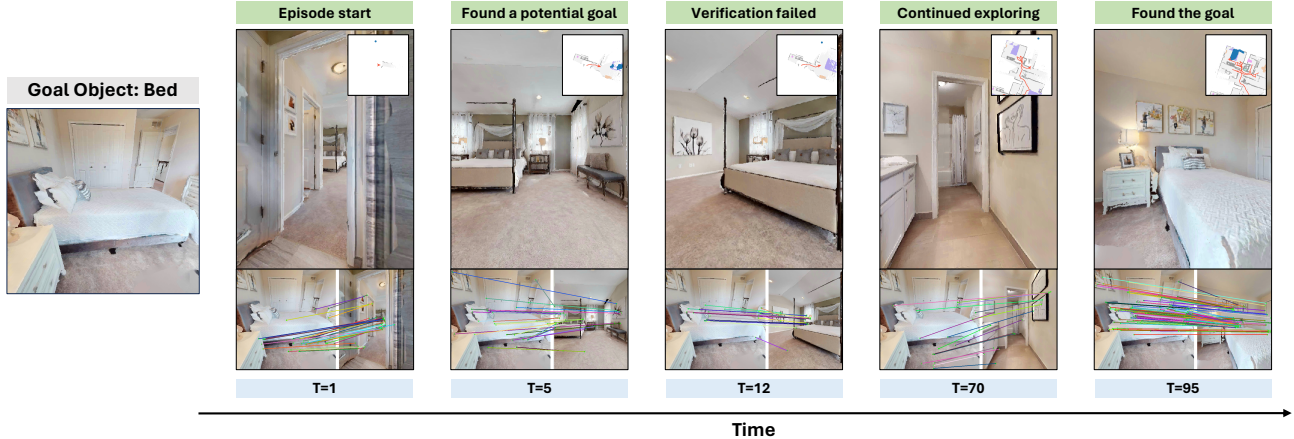 Goal Object: Bed
Episode start
Found a potential goal
Verification failed
Continued exploring
Found the goal
T=1
T=5
T=12
T=70
T=95
Time